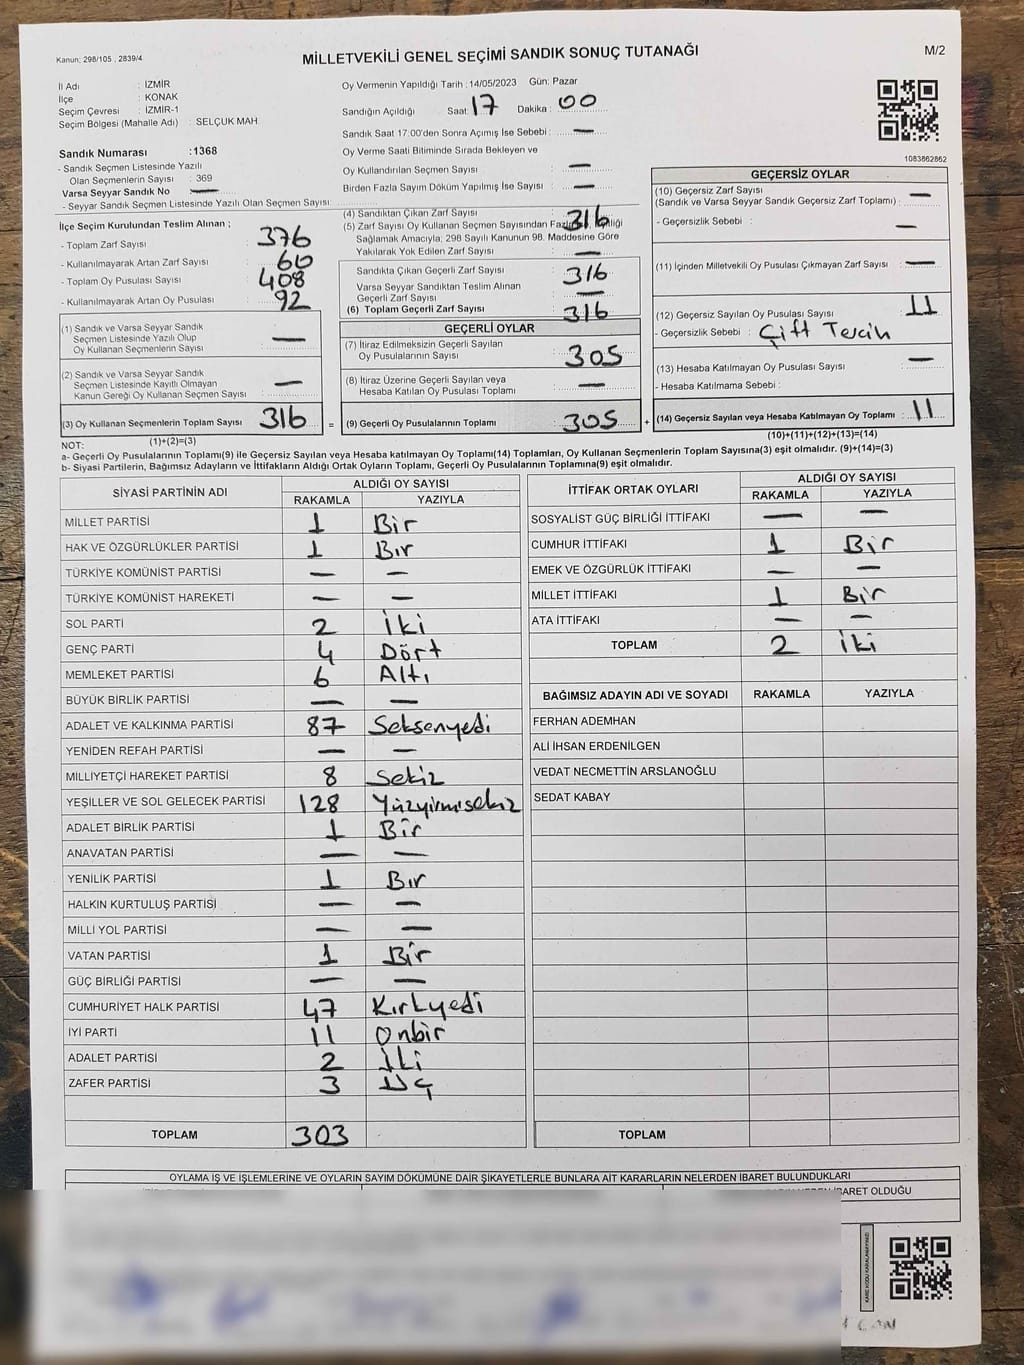 Kanun; 298/105 , 2839/4
MİLLETVEKİLİ GENEL SEÇİMİ SANDIK SONUÇ TUTANAĞI
M/2
İl Adı : İZMİR
İlçe : KONAK
Seçim Çevresi : İZMİR-1
Seçim Bölgesi (Mahalle Adı) : SELÇUK MAH.
Oy Vermenin Yapıldığı Tarih : 14/05/2023 Gün: Pazar
Sandığın Açıldığı Saat: 17 Dakika : 00
Sandık Saat 17:00'den Sonra Açımış İse Sebebi : —
Oy Verme Saati Bitiminde Sırada Bekleyen ve
Oy Kullandırılan Seçmen Sayısı : —
Birden Fazla Sayım Döküm Yapılmış İse Sayısı : —
1083862862
Sandık Numarası :1368
- Sandık Seçmen Listesinde Yazılı
Olan Seçmenlerin Sayısı : 369
Varsa Seyyar Sandık No —
- Seyyar Sandık Seçmen Listesinde Yazılı Olan Seçmen Sayısı:
İlçe Seçim Kurulundan Teslim Alınan ;
- Toplam Zarf Sayısı : 376
- Kullanılmayarak Artan Zarf Sayısı : 60
- Toplam Oy Pusulası Sayısı : 408
- Kullanılmayarak Artan Oy Pusulası : 92
(1) Sandık ve Varsa Seyyar Sandık
Seçmen Listesinde Yazılı Olup
Oy Kullanan Seçmenlerin Sayısı : —
(2) Sandık ve Varsa Seyyar Sandık
Seçmen Listesinde Kayıtlı Olmayan
Kanun Gereği Oy Kullanan Seçmen Sayısı : —
(3) Oy Kullanan Seçmenlerin Toplam Sayısı : 316 =
(4) Sandıktan Çıkan Zarf Sayısı : 316
(5) Zarf Sayısı Oy Kullanan Seçmen Sayısından
Sağlamak Amacıyla; 298 Sayılı Kanunun 98. Maddesine Göre
Yakılarak Yok Edilen Zarf Sayısı : —
Sandıkta Çıkan Geçerli Zarf Sayısı : 316
Varsa Seyyar Sandıktan Teslim Alınan
Geçerli Zarf Sayısı : —
(6) Toplam Geçerli Zarf Sayısı : 316
GEÇERLİ OYLAR
(7) İtiraz Edilmeksizin Geçerli Sayılan
Oy Pusulalarının Sayısı : 305
(8) İtiraz Üzerine Geçerli Sayılan veya
Hesaba Katılan Oy Pusulası Toplamı : —
(9) Geçerli Oy Pusulalarının Toplamı : 305 +
GEÇERSİZ OYLAR
(10) Geçersiz Zarf Sayısı : —
(Sandık ve Varsa Seyyar Sandık Geçersiz Zarf Toplamı) :
- Geçersizlik Sebebi : —
(11) İçinden Milletvekili Oy Pusulası Çıkmayan Zarf Sayısı : —
(12) Geçersiz Sayılan Oy Pusulası Sayısı : 11
- Geçersizlik Sebebi : Çift Tercih
(13) Hesaba Katılmayan Oy Pusulası Sayısı : —
- Hesaba Katılmama Sebebi :
(14) Geçersiz Sayılan veya Hesaba Katılmayan Oy Toplamı : 11
NOT: (1)+(2)=(3) (10)+(11)+(12)+(13)=(14)
a- Geçerli Oy Pusulalarının Toplamı(9) ile Geçersiz Sayılan veya Hesaba Katılmayan Oy Toplamı(14) Toplamları, Oy Kullanan Seçmenlerin Toplam Sayısına(3) eşit olmalıdır. (9)+(14)=(3)
b- Siyasi Partilerin, Bağımsız Adayların ve İttifakların Aldığı Ortak Oyların Toplamı, Geçerli Oy Pusulalarının Toplamına(9) eşit olmalıdır.
SİYASİ PARTİNİN ADI ALDIĞI OY SAYISI
RAKAMLA YAZIYLA
MİLLET PARTİSİ 1 Bir
HAK VE ÖZGÜRLÜKLER PARTİSİ 1 Bır
TÜRKİYE KOMÜNİST PARTİSİ — —
TÜRKİYE KOMÜNİST HAREKETİ — —
SOL PARTİ 2 İki
GENÇ PARTİ 4 Dört
MEMLEKET PARTİSİ 6 Altı
BÜYÜK BİRLİK PARTİSİ — —
ADALET VE KALKINMA PARTİSİ 87 Seksenyedi
YENİDEN REFAH PARTİSİ — —
MİLLİYETÇİ HAREKET PARTİSİ 8 Sekiz
YEŞİLLER VE SOL GELECEK PARTİSİ 128 Yüzyirmisekiz
ADALET BİRLİK PARTİSİ 1 Bir
ANAVATAN PARTİSİ — —
YENİLİK PARTİSİ 1 Bır
HALKIN KURTULUŞ PARTİSİ — —
MİLLİ YOL PARTİSİ — —
VATAN PARTİSİ 1 Bir
GÜÇ BİRLİĞİ PARTİSİ — —
CUMHURİYET HALK PARTİSİ 47 Kırkyedi
İYİ PARTİ 11 Onbir
ADALET PARTİSİ 2 İki
ZAFER PARTİSİ 3 Üç
TOPLAM 303
İTTİFAK ORTAK OYLARI ALDIĞI OY SAYISI
RAKAMLA YAZIYLA
SOSYALİST GÜÇ BİRLİĞİ İTTİFAKI — —
CUMHUR İTTİFAKI 1 Bir
EMEK VE ÖZGÜRLÜK İTTİFAKI — —
MİLLET İTTİFAKI 1 Bir
ATA İTTİFAKI — —
TOPLAM 2 İki
BAĞIMSIZ ADAYIN ADI VE SOYADI RAKAMLA YAZIYLA
FERHAN ADEMHAN
ALİ İHSAN ERDENİLGEN
VEDAT NECMETTİN ARSLANOĞLU
SEDAT KABAY
TOPLAM
OYLAMA İŞ VE İŞLEMLERİNE VE OYLARIN SAYIM DÖKÜMÜNE DAİR ŞİKAYETLERLE BUNLARA AİT KARARLARIN NELERDEN İBARET BULUNDUKLARI
İBARET OLDUĞU
KARE KODU KARALAMAYINIZ!